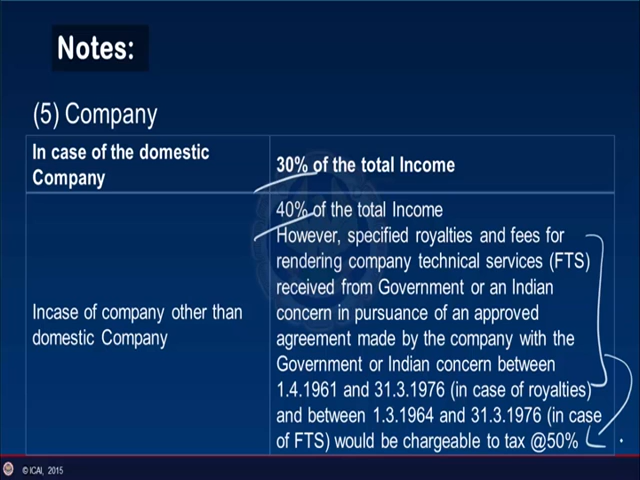 Notes:
(5) Company
In case of the domestic
Company
30% of the total Income
Incase of company other than
domestic Company
40% of the total Income
However, specified royalties and fees for
rendering company technical services (FTS)
received from Government or an Indian
concern in pursuance of an approved
agreement made by the company with the
Government or Indian concern between
1.4.1961 and 31.3.1976 (in case of royalties)
and between 1.3.1964 and 31.3.1976 (in case
of FTS) would be chargeable to tax @50%
© ICAI, 2015